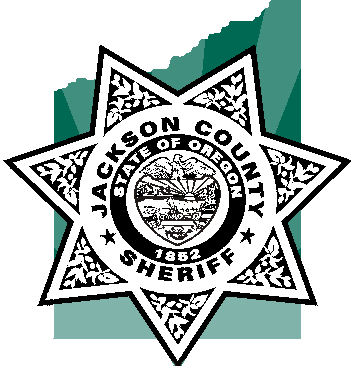 JACKSON COUNTY
STATE OF OREGON
1852
SHERIFF